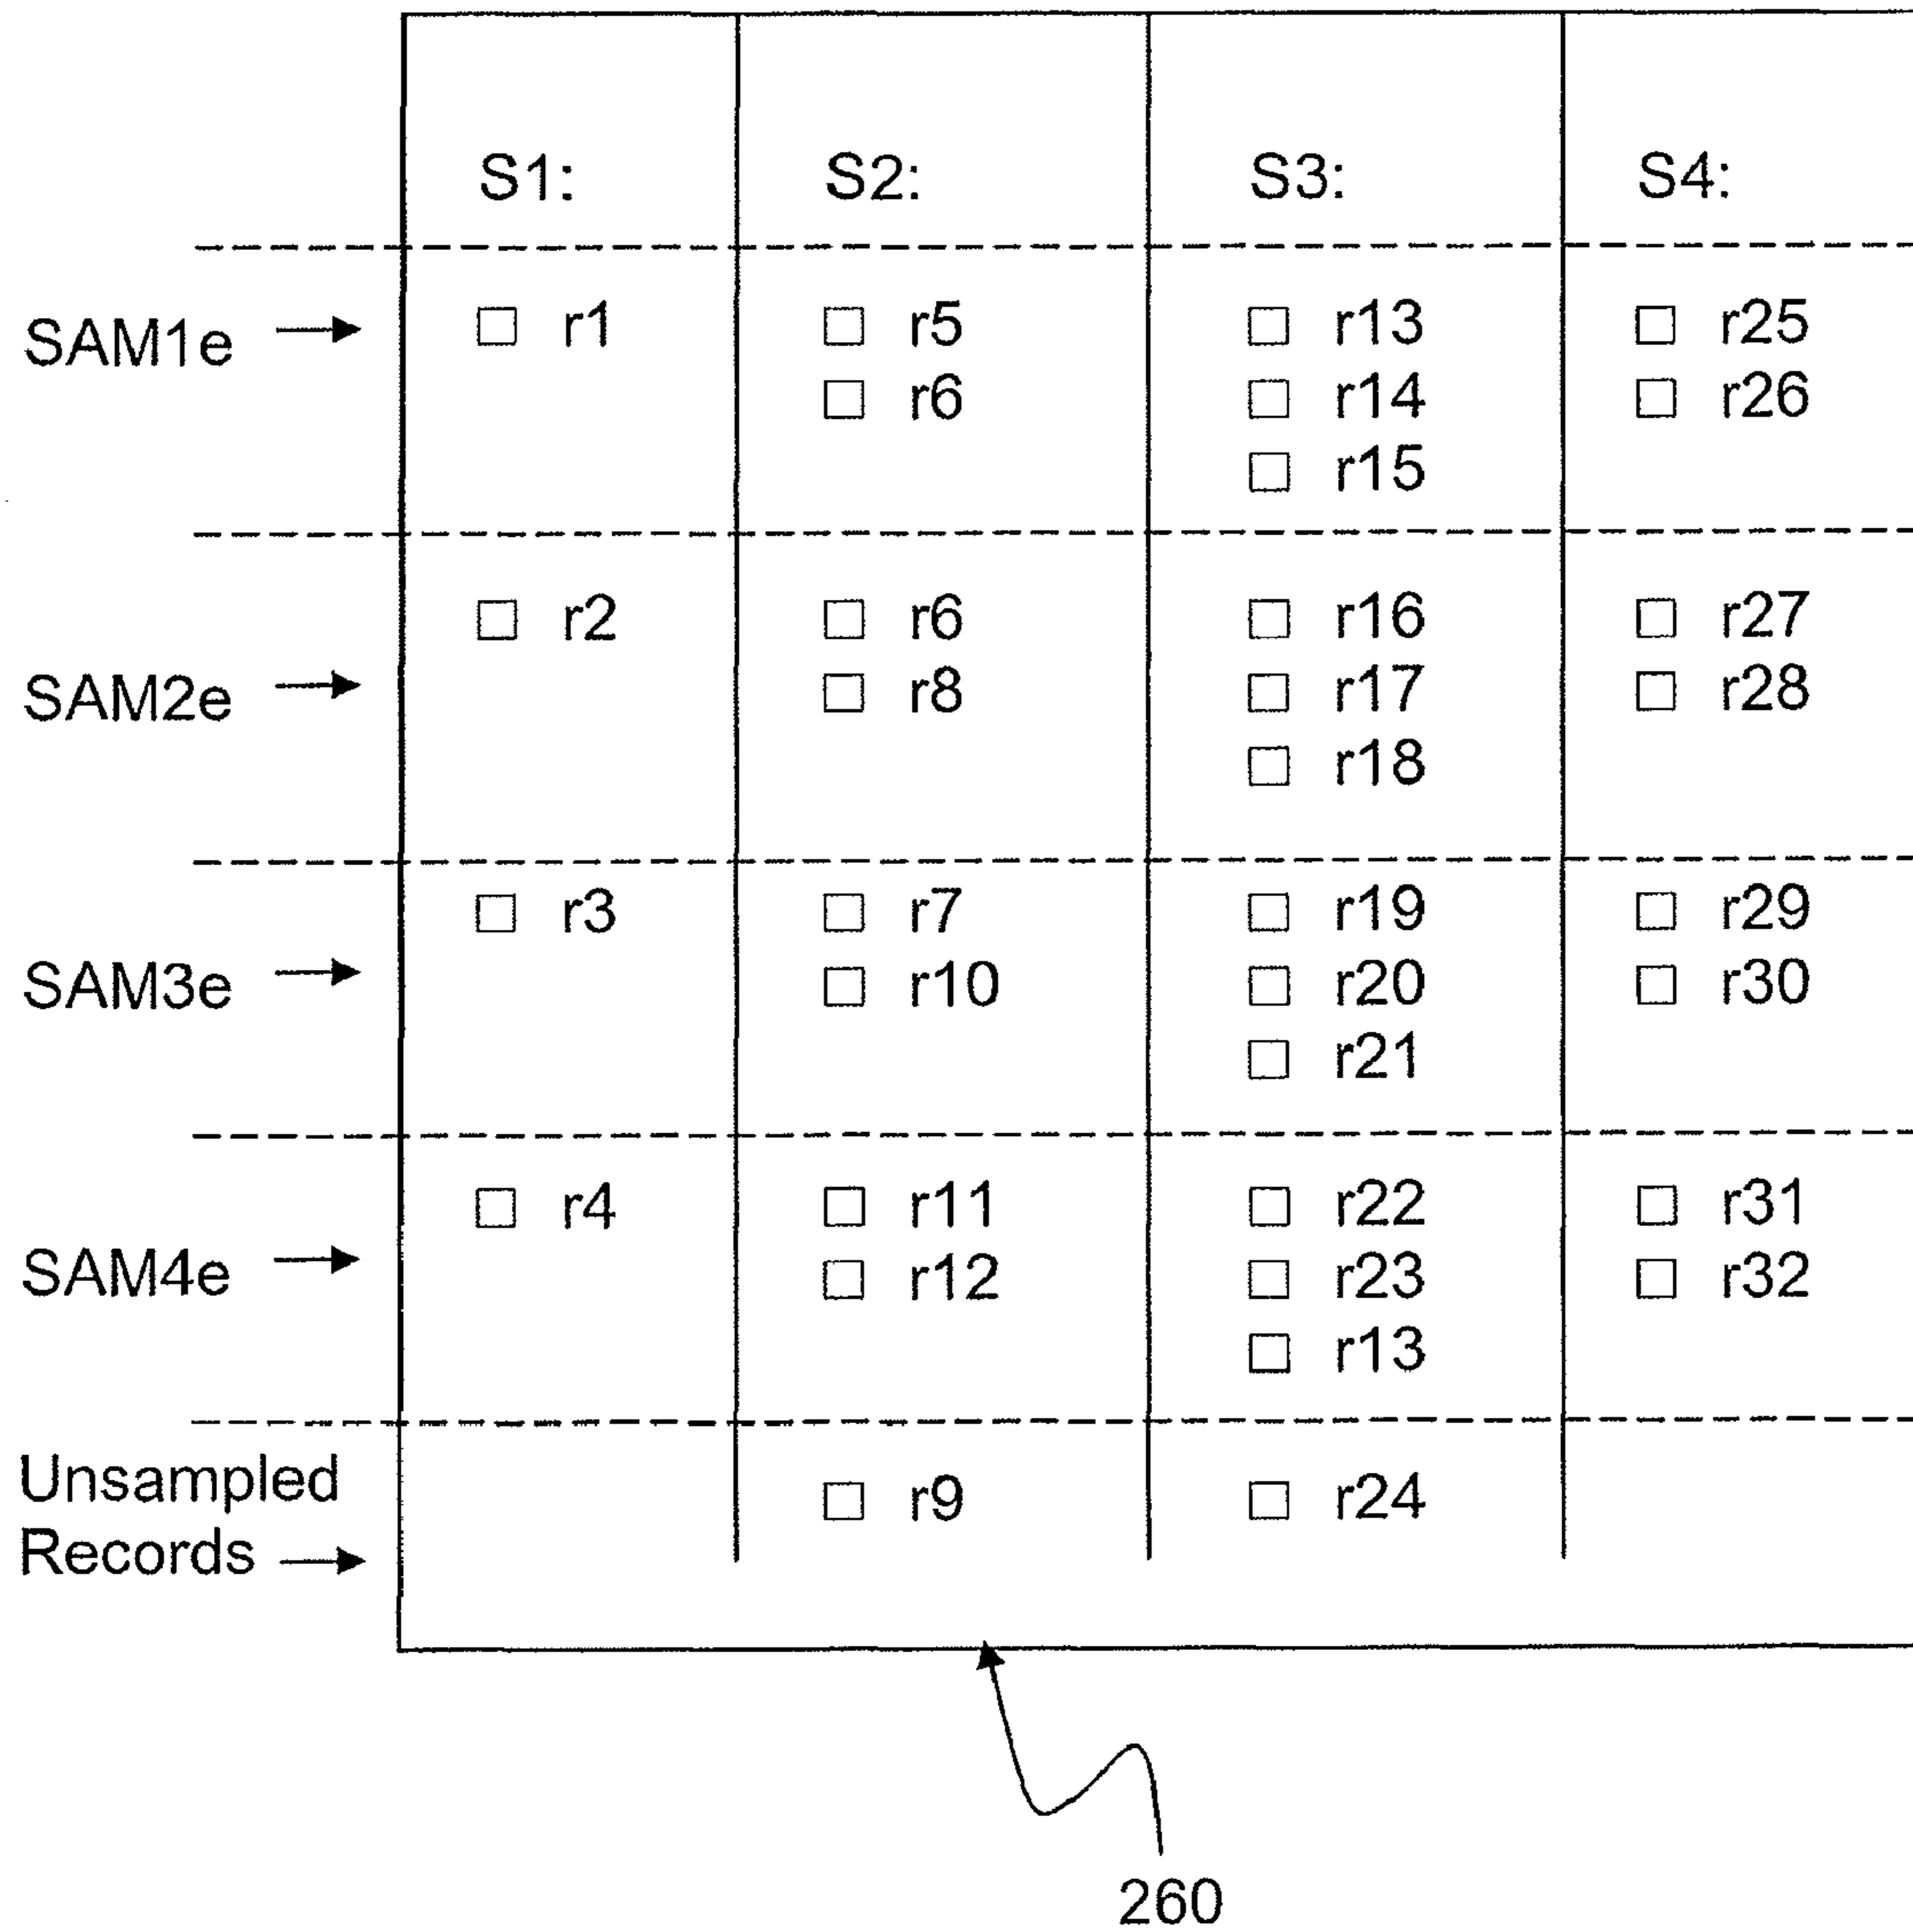 S1: S2: S3: S4:
SAM1e r1 r5 r13 r25
r6 r14 r26
r15
r2 r6 r16 r27
SAM2e r8 r17 r28
r18
r3 r7 r19 r29
SAM3e r10 r20 r30
r21
r4 r11 r22 r31
SAM4e r12 r23 r32
r13
Unsampled r9 r24
Records
260